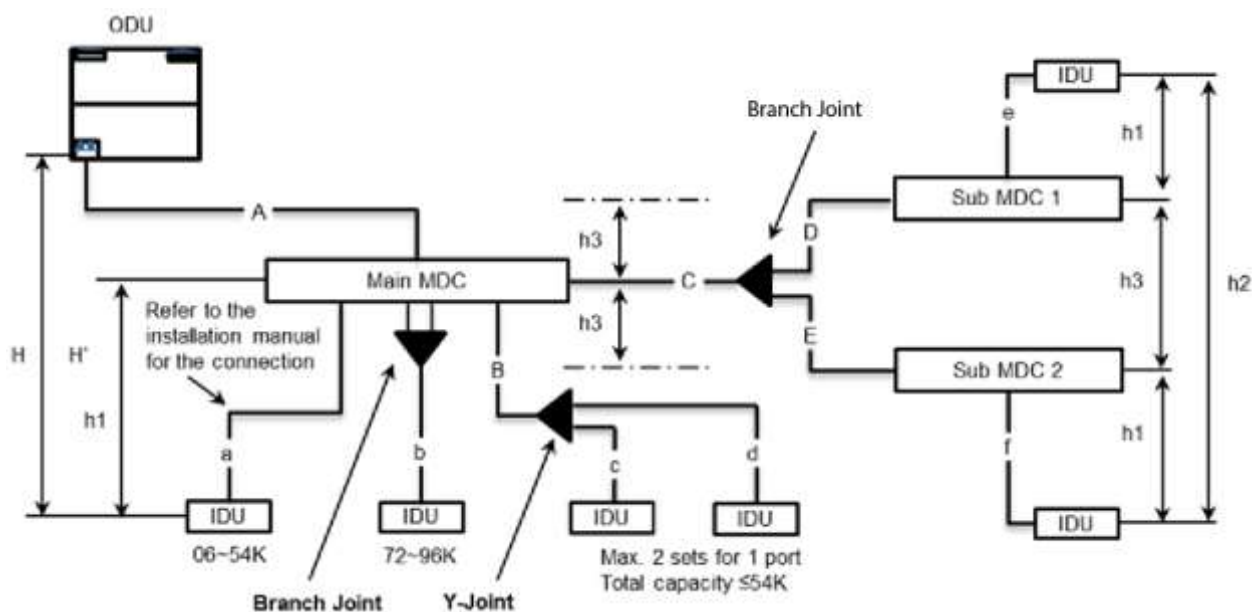 ODU
IDU
Branch Joint
e
h1
Sub MDC 1
A
h3
D
Main MDC
C
h3
h2
Refer to the
installation manual
for the connection
h3
E
H
H'
B
Sub MDC 2
h1
a
b
c
d
f
h1
IDU
IDU
IDU
IDU
IDU
06~54K
72~96K
Max. 2 sets for 1 port
Total capacity ≤54K
Branch Joint
Y-Joint